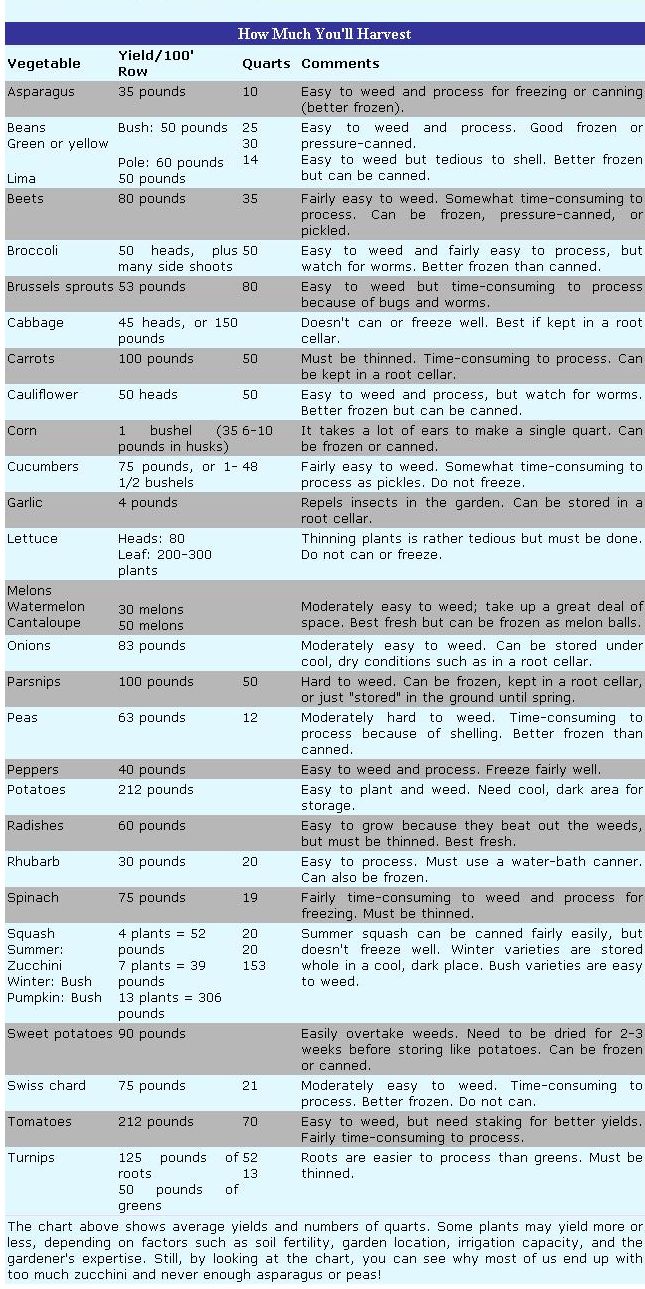 How Much You'll Harvest
Vegetable Yield/100' Row Quarts Comments
Asparagus 35 pounds 10 Easy to weed and process for freezing or canning
(better frozen).
Beans Bush: 50 pounds 25 Easy to weed and process. Good frozen or
Green or yellow 30 pressure-canned.
Pole: 60 pounds 14 Easy to weed but tedious to shell. Better frozen
Lima 50 pounds but can be canned.
Beets 80 pounds 35 Fairly easy to weed. Somewhat time-consuming to
process. Can be frozen, pressure-canned, or
pickled.
Broccoli 50 heads, plus 50 Easy to weed and fairly easy to process, but
many side shoots watch for worms. Better frozen than canned.
Brussels sprouts 53 pounds 80 Easy to weed but time-consuming to process
because of bugs and worms.
Cabbage 45 heads, or 150 Doesn't can or freeze well. Best if kept in a root
pounds cellar.
Carrots 100 pounds 50 Must be thinned. Time-consuming to process. Can
be kept in a root cellar.
Cauliflower 50 heads 50 Easy to weed and process, but watch for worms.
Better frozen but can be canned.
Corn 1 bushel (35 6-10 It takes a lot of ears to make a single quart. Can
pounds in husks) be frozen or canned.
Cucumbers 75 pounds, or 1- 48 Fairly easy to weed. Somewhat time-consuming to
1/2 bushels process as pickles. Do not freeze.
Garlic 4 pounds Repels insects in the garden. Can be stored in a
root cellar.
Lettuce Heads: 80 Thinning plants is rather tedious but must be done.
Leaf: 200-300 Do not can or freeze.
plants
Melons
Watermelon 30 melons Moderately easy to weed; take up a great deal of
Cantaloupe 50 melons space. Best fresh but can be frozen as melon balls.
Onions 83 pounds Moderately easy to weed. Can be stored under
cool, dry conditions such as in a root cellar.
Parsnips 100 pounds 50 Hard to weed. Can be frozen, kept in a root cellar,
or just "stored" in the ground until spring.
Peas 63 pounds 12 Moderately hard to weed. Time-consuming to
process because of shelling. Better frozen than
canned.
Peppers 40 pounds Easy to weed and process. Freeze fairly well.
Potatoes 212 pounds Easy to plant and weed. Need cool, dark area for
storage.
Radishes 60 pounds Easy to grow because they beat out the weeds,
but must be thinned. Best fresh.
Rhubarb 30 pounds 20 Easy to process. Must use a water-bath canner.
Can also be frozen.
Spinach 75 pounds 19 Fairly time-consuming to weed and process for
freezing. Must be thinned.
Squash 4 plants = 52 20 Summer squash can be canned fairly easily, but
Summer: pounds 20 doesn't freeze well. Winter varieties are stored
Zucchini 7 plants = 39 153 whole in a cool, dark place. Bush varieties are easy
Winter: Bush pounds to weed.
Pumpkin: Bush 13 plants = 306
pounds
Sweet potatoes 90 pounds Easily overtake weeds. Need to be dried for 2-3
weeks before storing like potatoes. Can be frozen
or canned.
Swiss chard 75 pounds 21 Moderately easy to weed. Time-consuming to
process. Better frozen. Do not can.
Tomatoes 212 pounds 70 Easy to weed, but need staking for better yields.
Fairly time-consuming to process.
Turnips 125 pounds of 52 Roots are easier to process than greens. Must be
roots 13 thinned.
50 pounds of
greens
The chart above shows average yields and numbers of quarts. Some plants may yield more or
less, depending on factors such as soil fertility, garden location, irrigation capacity, and the
gardener's expertise. Still, by looking at the chart, you can see why most of us end up with
too much zucchini and never enough asparagus or peas!